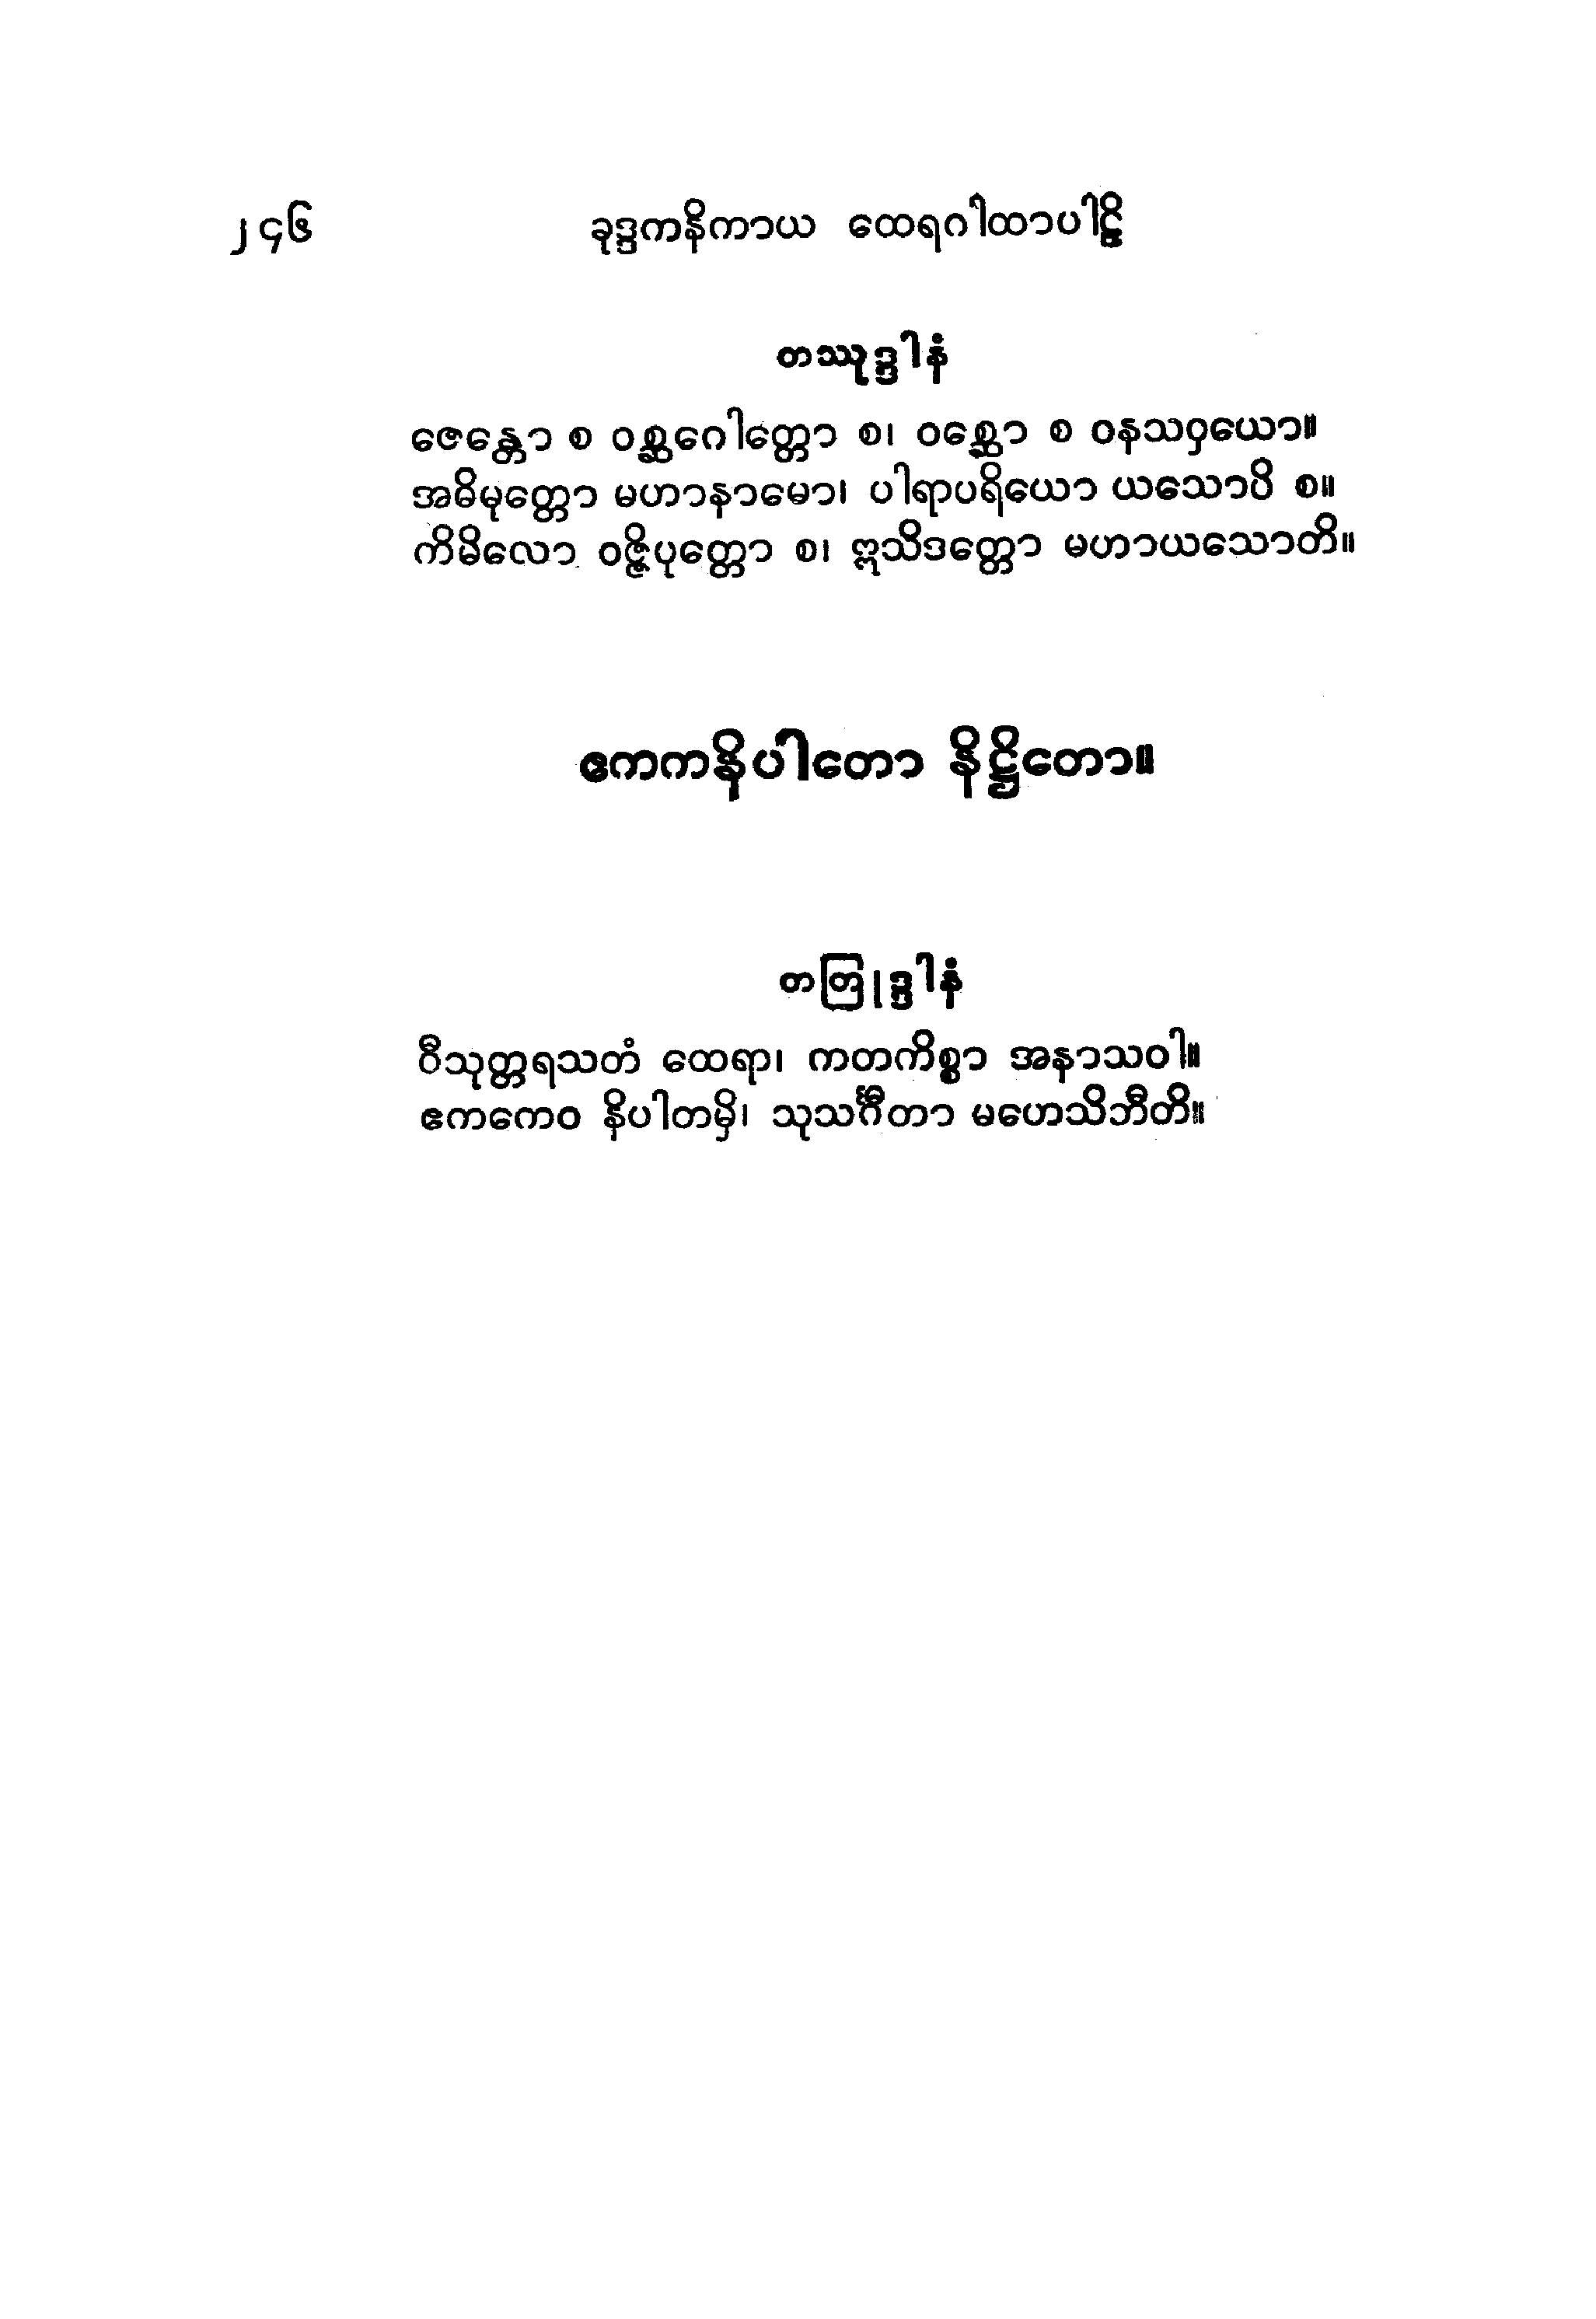 ၂၄၆ ခုဒ္ဒကနိကာယ ထေရဂါထာပါဠိ
တဿုဒ္ဒါနံ
ဇေန္တော စ ဝစ္ဆဂေါတ္တော စ၊ ဝစ္ဆော စ ဝနသဝှယော။
အဓိမုတ္တော မဟာနာမော၊ ပါရာပရိယော ယသောပိ စ။
ကိမိလော ဝဇ္ဇိပုတ္တော စ၊ ဣသိဒတ္တော မဟာယသောတိ။
ဧကကနိပါတော နိဋ္ဌိတော။
တတြုဒ္ဒါနံ
ဝီသုတ္တရသတံ ထေရာ၊ ကတကိစ္စာ အနာသဝါ။
ဧကကေဝ နိပါတမှိ၊ သုသင်္ဂီတာ မဟေသိဘီတိ။